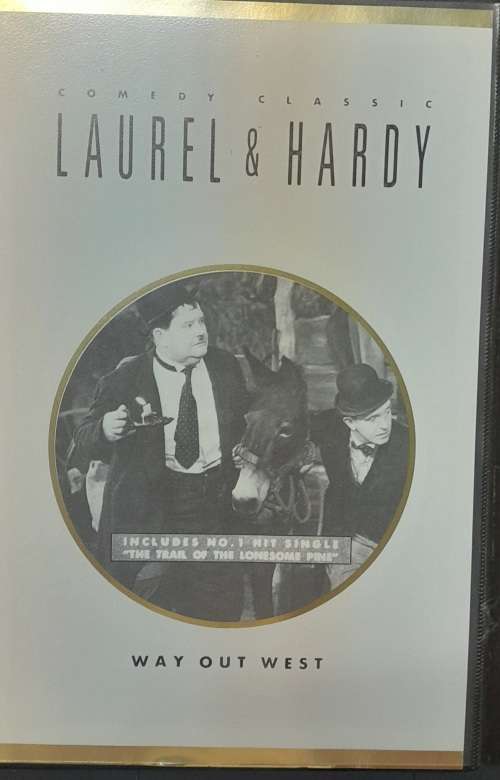 COMEDY CLASSIC
LAUREL & HARDY
INCLUDES NO.1 HIT SINGLE
"THE TRAIL OF THE LONESOME PINE"
WAY OUT WEST